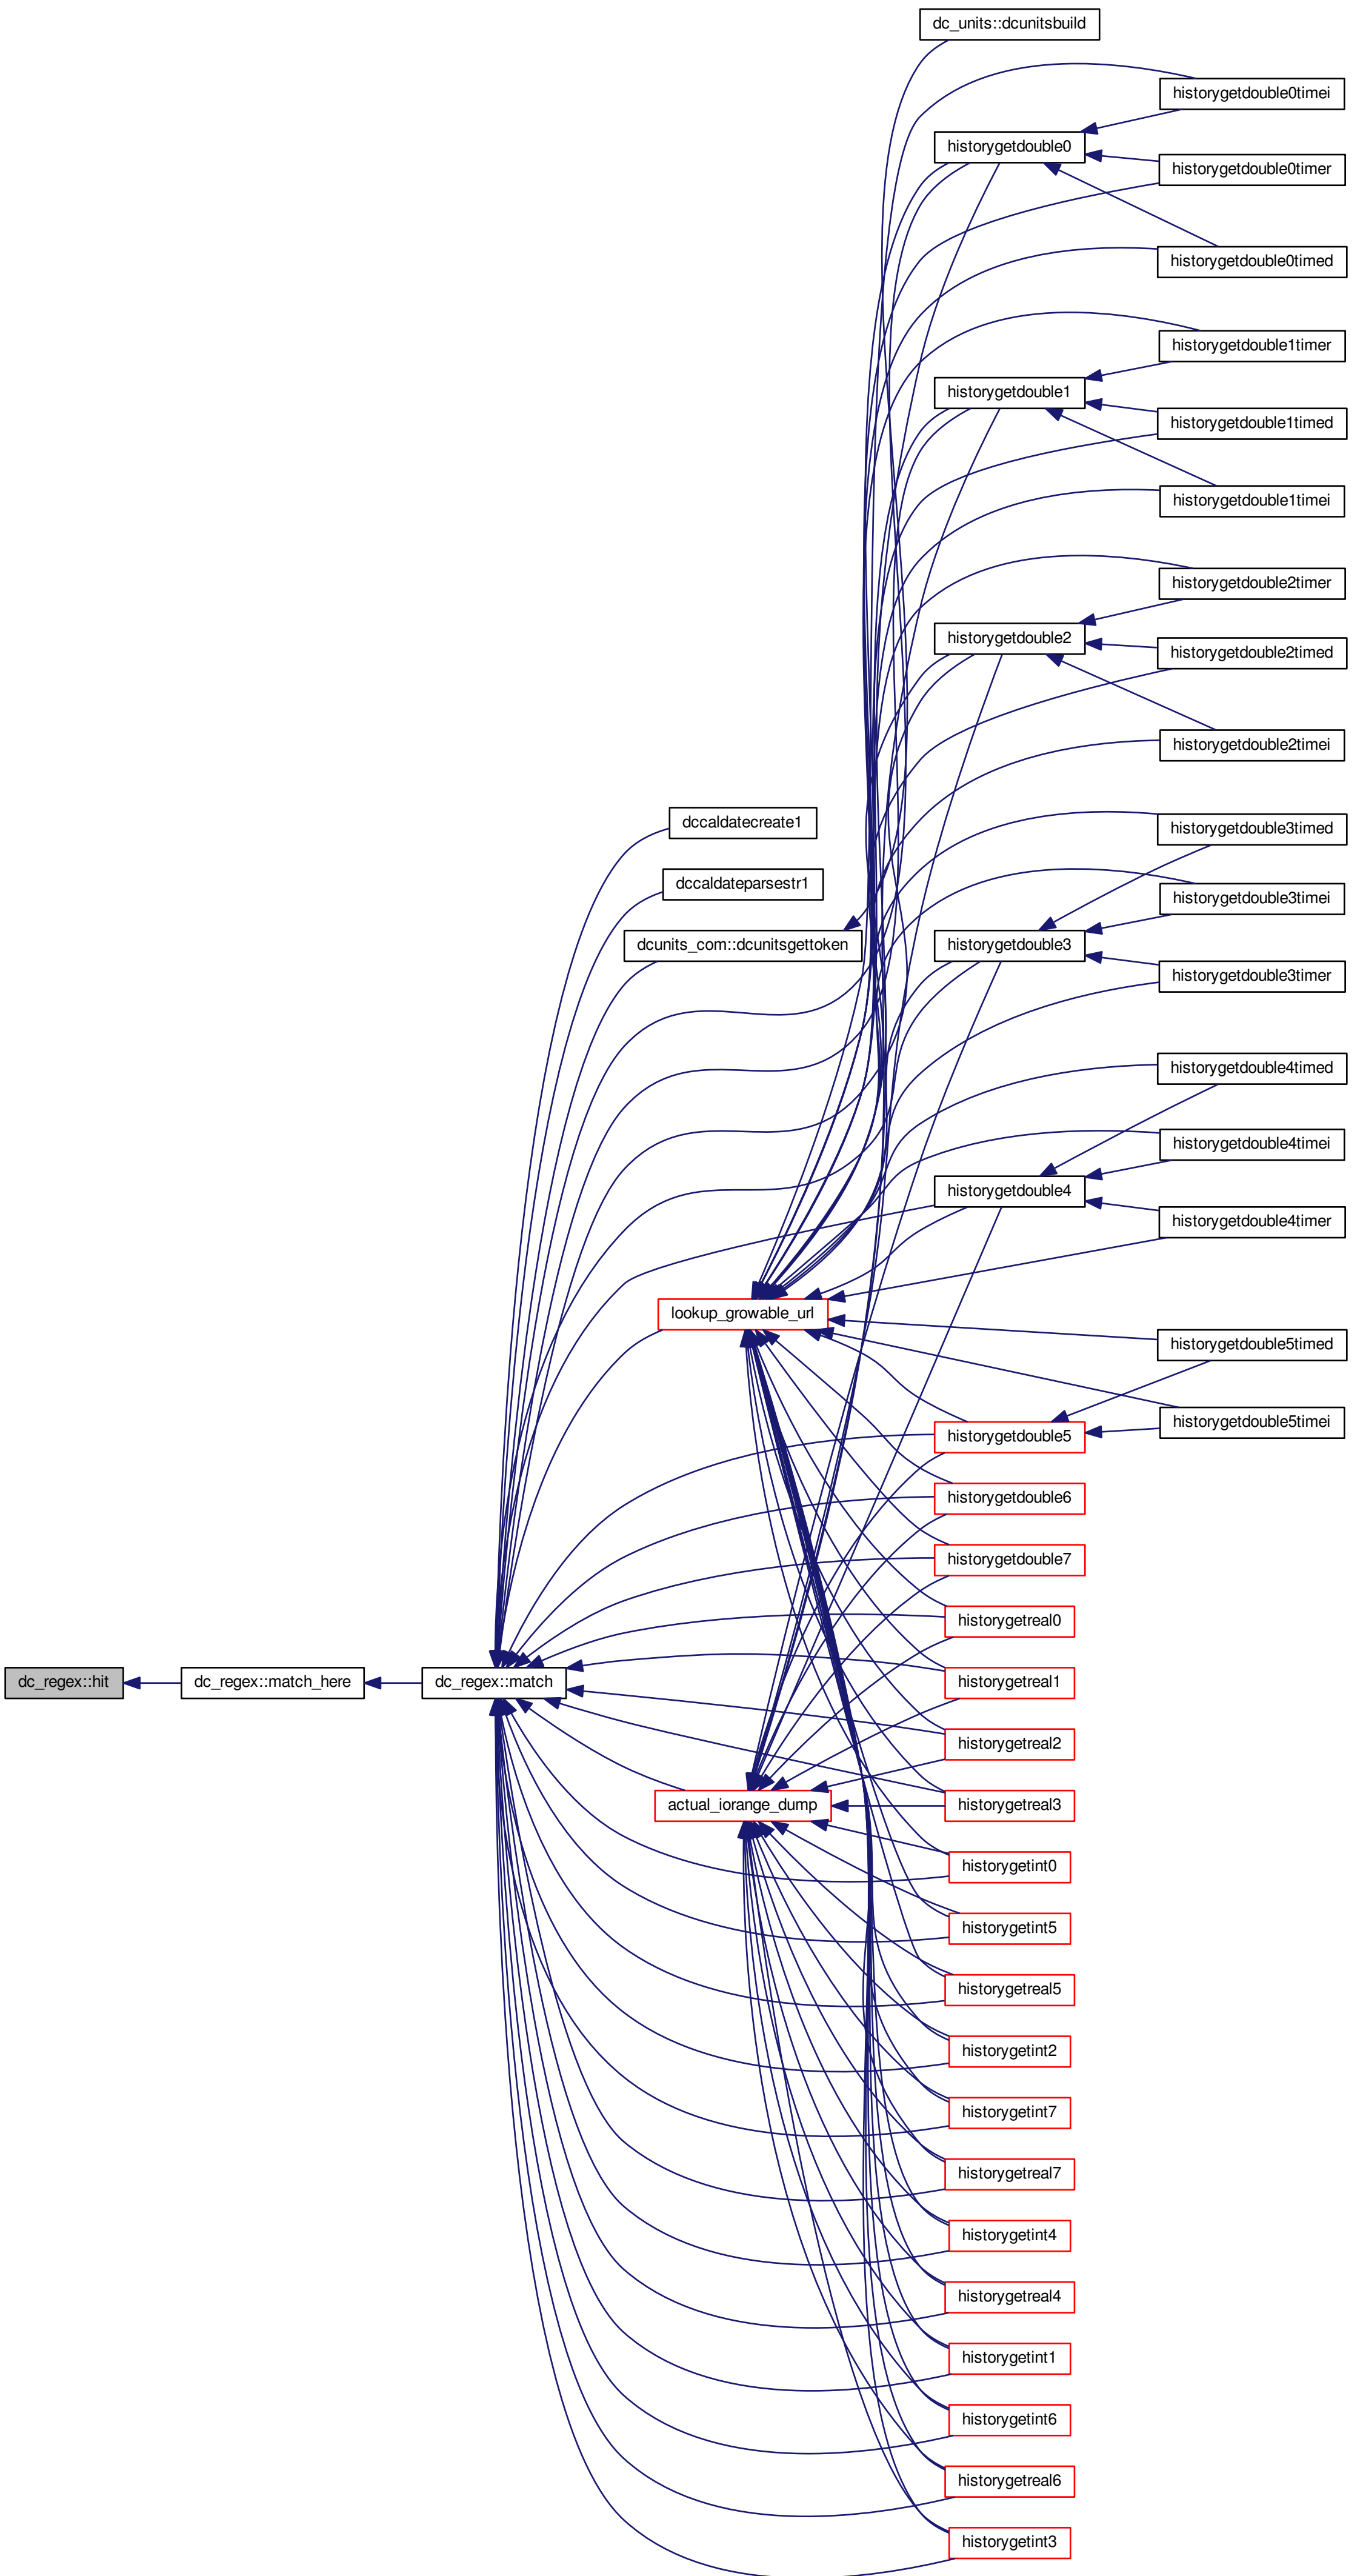 dc_units::dcunitsbuild
historygetdouble0timei
historygetdouble0
historygetdouble0timer
historygetdouble0timed
historygetdouble1timer
historygetdouble1
historygetdouble1timed
historygetdouble1timei
historygetdouble2timer
historygetdouble2
historygetdouble2timed
historygetdouble2timei
dccaldatecreate1
historygetdouble3timed
dccaldateparsestr1
historygetdouble3timei
dcunits_com::dcunitsgettoken
historygetdouble3
historygetdouble3timer
historygetdouble4timed
historygetdouble4timei
historygetdouble4
historygetdouble4timer
lookup_growable_url
historygetdouble5timed
historygetdouble5timei
historygetdouble5
historygetdouble6
historygetdouble7
historygetreal0
dc_regex::hit
dc_regex::match_here
dc_regex::match
historygetreal1
historygetreal2
actual_iorange_dump
historygetreal3
historygetint0
historygetint5
historygetreal5
historygetint2
historygetint7
historygetreal7
historygetint4
historygetreal4
historygetint1
historygetint6
historygetreal6
historygetint3